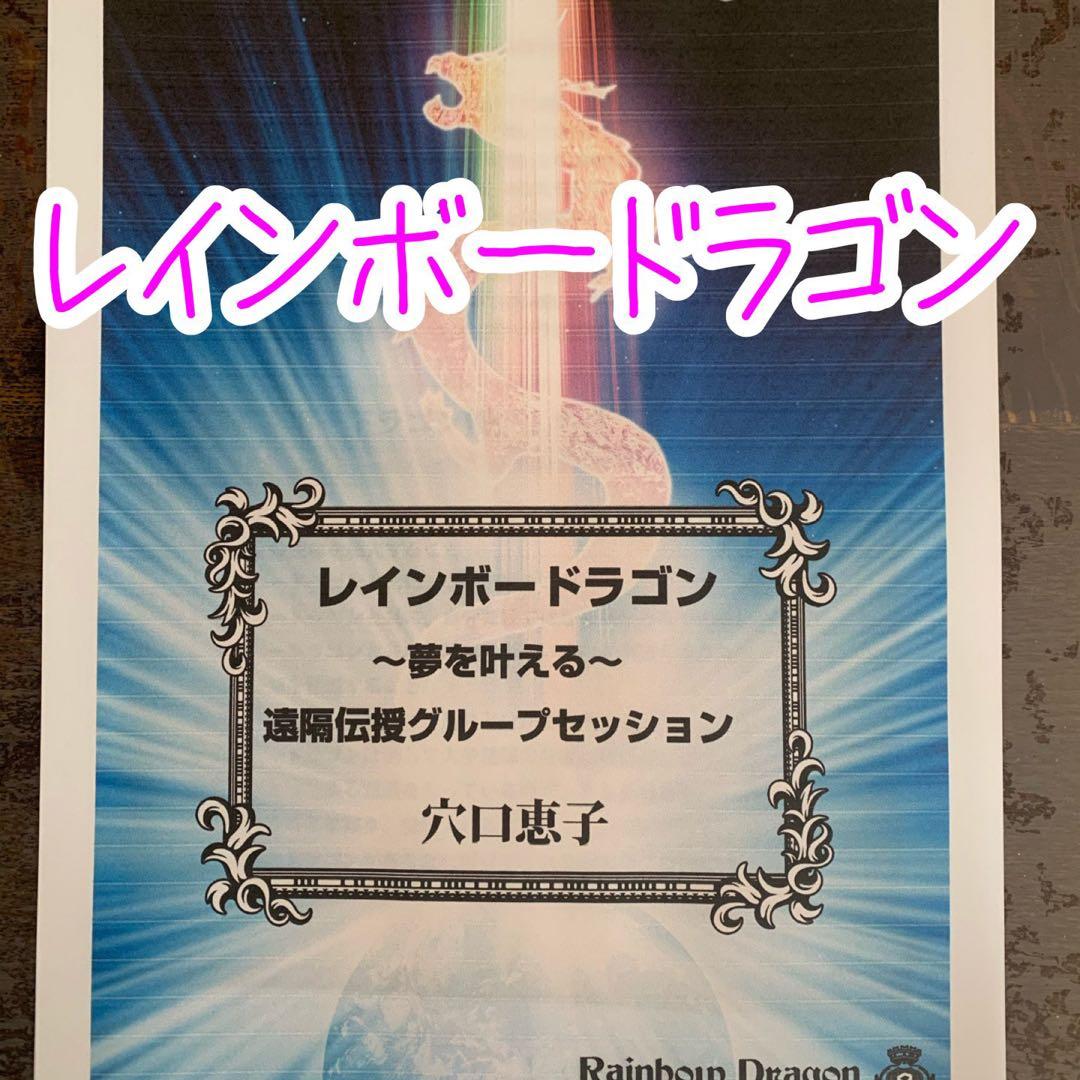 レインボードラゴン
レインボードラゴン
～夢を叶える～
遠隔伝授グループセッション
穴口恵子
Rainbow Dragon